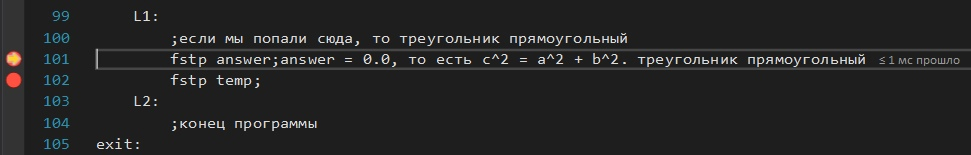 99 L1:
100 ;если мы попали сюда, то треугольник прямоугольный
101 fstp answer;answer = 0.0, то есть c^2 = a^2 + b^2. треугольник прямоугольный ≤ 1 мс прошло
102 fstp temp;
103 L2:
104 ;конец программы
105 exit: